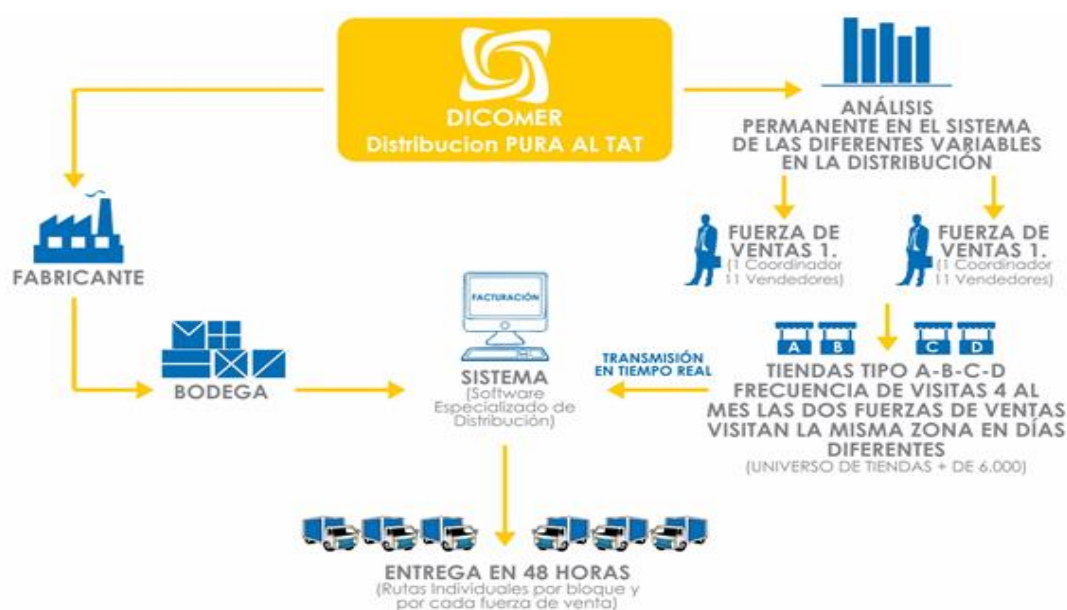 DICOMER
Distribucion PURA AL TAT
ANÁLISIS
PERMANENTE EN EL SISTEMA
DE LAS DIFERENTES VARIABLES
EN LA DISTRIBUCIÓN
FABRICANTE
FUERZA DE
VENTAS 1.
(1 Coordinador
11 Vendedores)
FUERZA DE
VENTAS 1.
(1 Coordinador
11 Vendedores)
BODEGA
FACTURACIÓN
SISTEMA
(Software
Especializado de
Distribución)
TRANSMISIÓN
EN TIEMPO REAL
A B C D
TIENDAS TIPO A-B-C-D
FRECUENCIA DE VISITAS 4 AL
MES LAS DOS FUERZAS DE VENTAS
VISITAN LA MISMA ZONA EN DÍAS
DIFERENTES
(UNIVERSO DE TIENDAS + DE 6.000)
ENTREGA EN 48 HORAS
(Rutas Individuales por bloque y
por cada fuerza de venta)